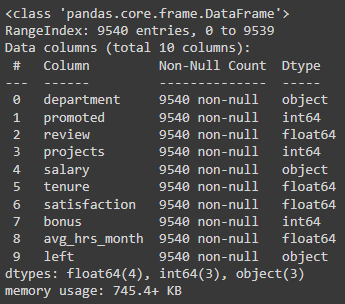 <class 'pandas.core.frame.DataFrame'>
RangeIndex: 9540 entries, 0 to 9539
Data columns (total 10 columns):
 #   Column         Non-Null Count  Dtype
---  ------         --------------  -----
 0   department     9540 non-null   object
 1   promoted       9540 non-null   int64
 2   review         9540 non-null   float64
 3   projects       9540 non-null   int64
 4   salary         9540 non-null   object
 5   tenure         9540 non-null   float64
 6   satisfaction   9540 non-null   float64
 7   bonus          9540 non-null   int64
 8   avg_hrs_month  9540 non-null   float64
 9   left           9540 non-null   object
dtypes: float64(4), int64(3), object(3)
memory usage: 745.4+ KB